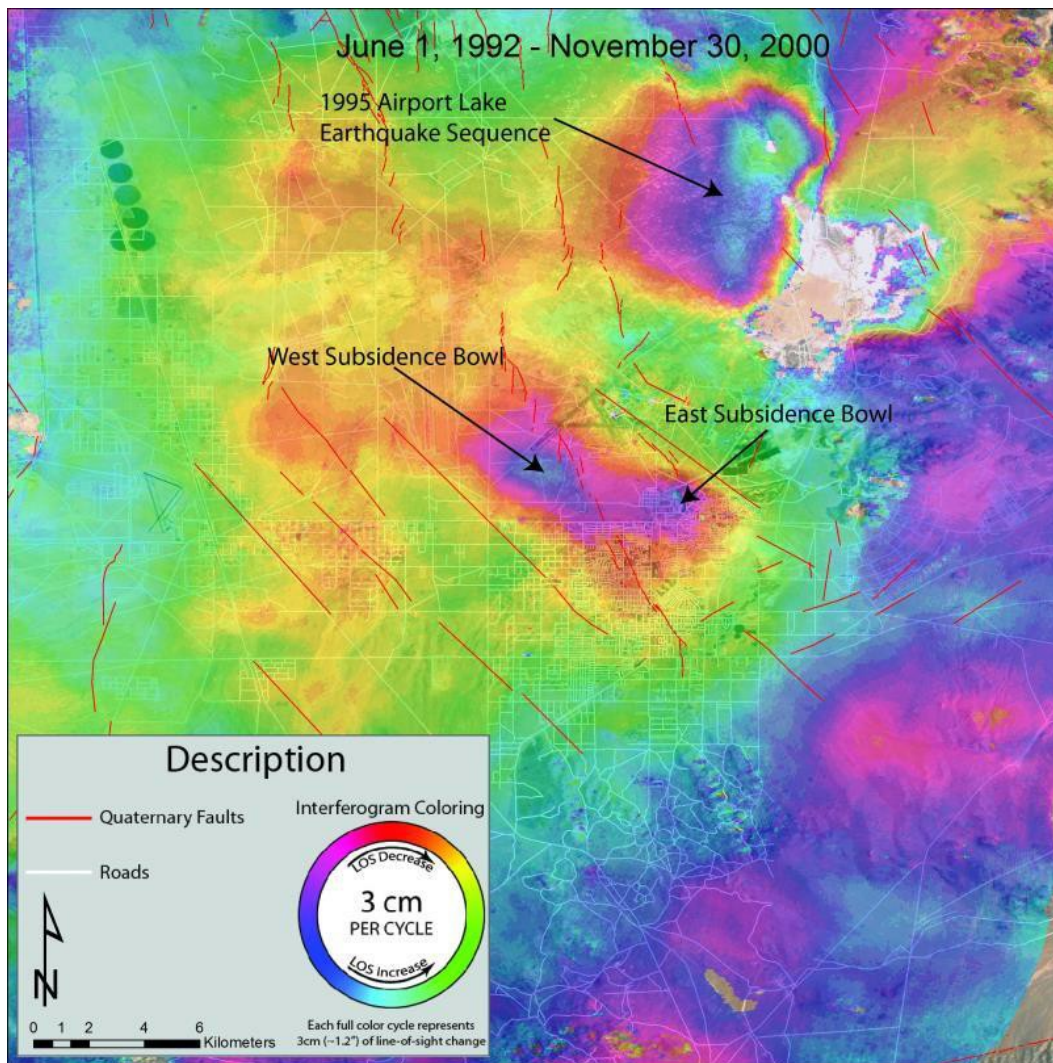 June 1, 1992 - November 30, 2000
1995 Airport Lake
Earthquake Sequence
West Subsidence Bowl
East Subsidence Bowl
Description
Quaternary Faults
Roads
Interferogram Coloring
LOS Decrease
3 cm
PER CYCLE
LOS Increase
Each full color cycle represents
3cm (~1.2") of line-of-sight change
N
0 1 2 4 6
Kilometers